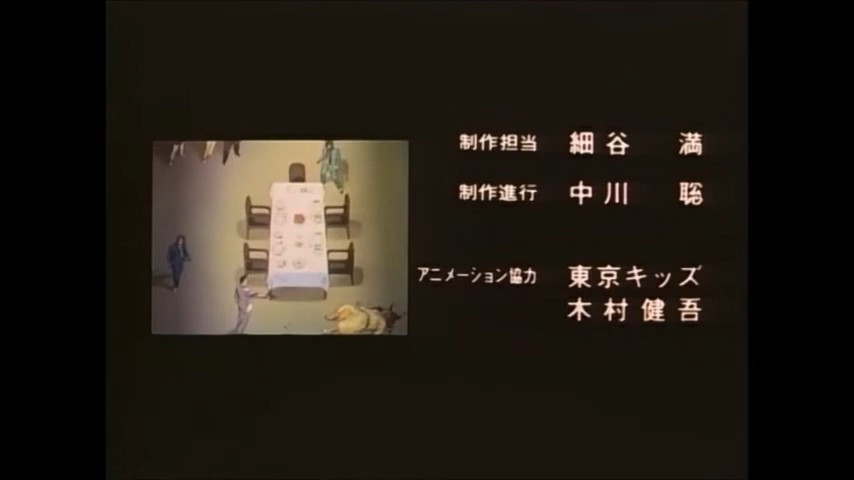 制作担当 細谷 満
制作進行 中川 聡
アニメーション協力 東京キッズ
木村健吾